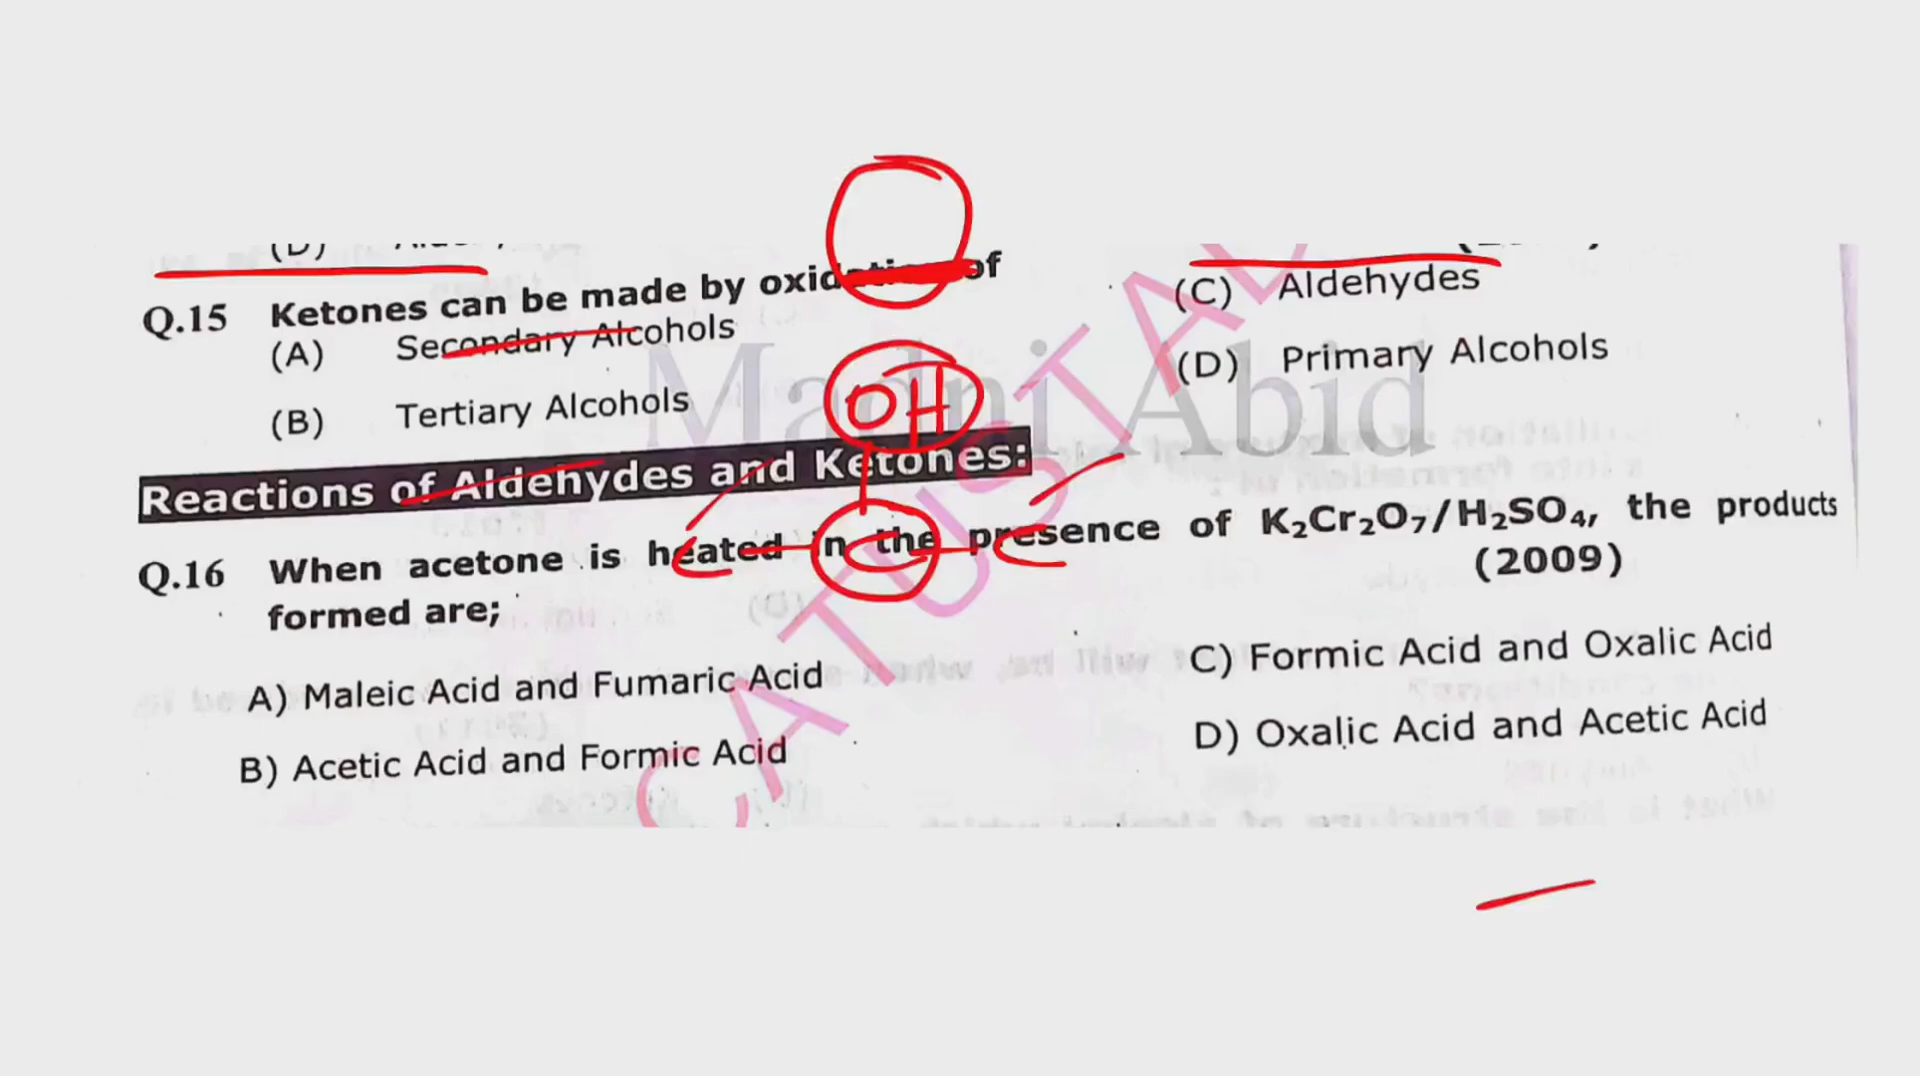 (D)
Q.15 Ketones can be made by oxidation of
(A) Secondary Alcohols
(B) Tertiary Alcohols
(C) Aldehydes
(D) Primary Alcohols
OH
Reactions of Aldehydes and Ketones:
Q.16 When acetone is heated in the presence of K₂Cr₂O₇/H₂SO₄, the products
formed are; (2009)
A) Maleic Acid and Fumaric Acid
B) Acetic Acid and Formic Acid
C) Formic Acid and Oxalic Acid
D) Oxalic Acid and Acetic Acid
Madni Abid